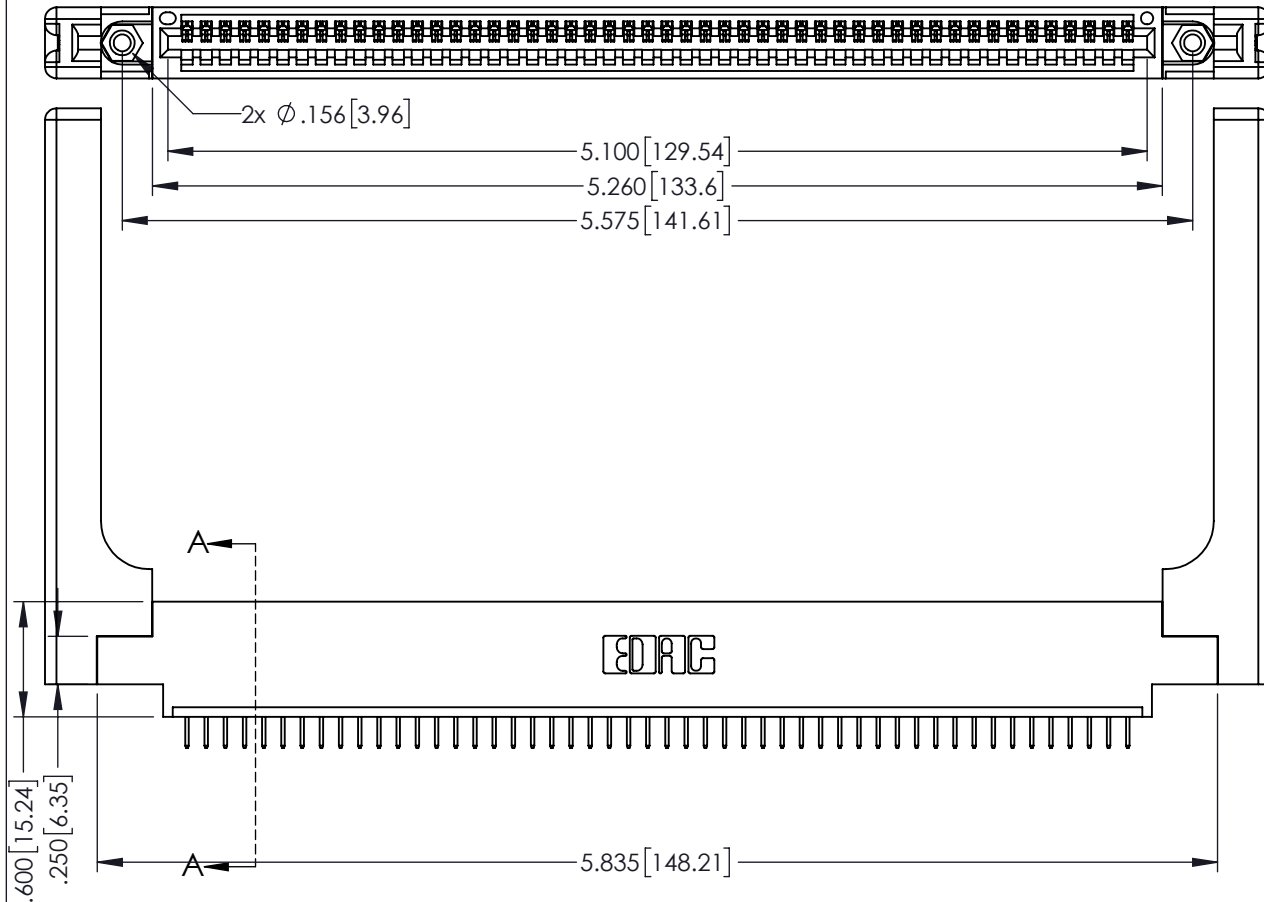 2x Ø .156[3.96]
5.100[129.54]
5.260[133.6]
5.575[141.61]
A
EDAC
.600[15.24]
.250[6.35]
A
5.835[148.21]